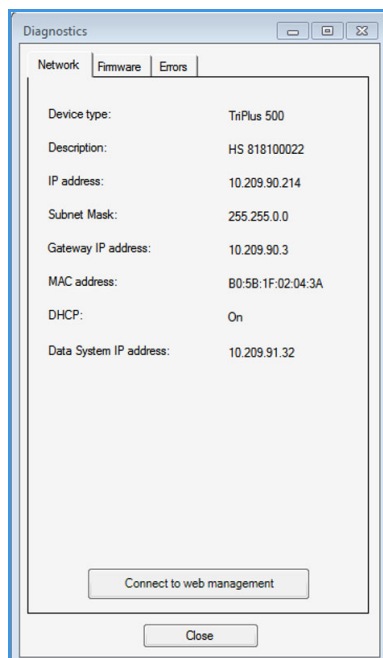 Diagnostics
Network Firmware Errors
Device type: TriPlus 500
Description: HS 818100022
IP address: 10.209.90.214
Subnet Mask: 255.255.0.0
Gateway IP address: 10.209.90.3
MAC address: B0:5B:1F:02:04:3A
DHCP: On
Data System IP address: 10.209.91.32
Connect to web management
Close